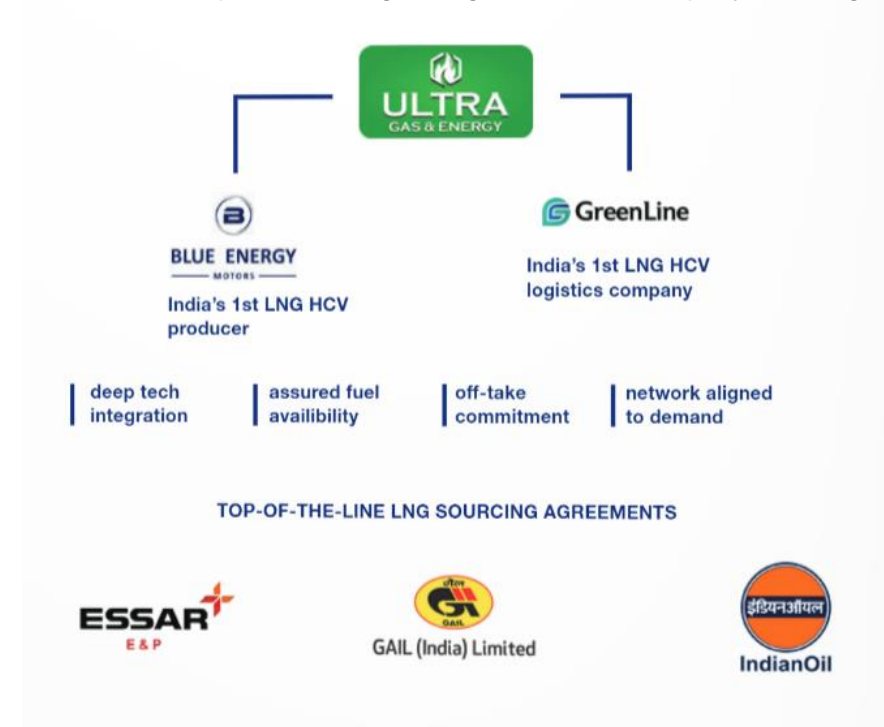 ULTRA
GAS & ENERGY
B
BLUE ENERGY
MOTORS
India's 1st LNG HCV
producer
GreenLine
India's 1st LNG HCV
logistics company
deep tech
integration
assured fuel
availibility
off-take
commitment
network aligned
to demand
TOP-OF-THE-LINE LNG SOURCING AGREEMENTS
ESSAR
E & P
गेल
GAIL
GAIL (India) Limited
इंडियनऑयल
IndianOil